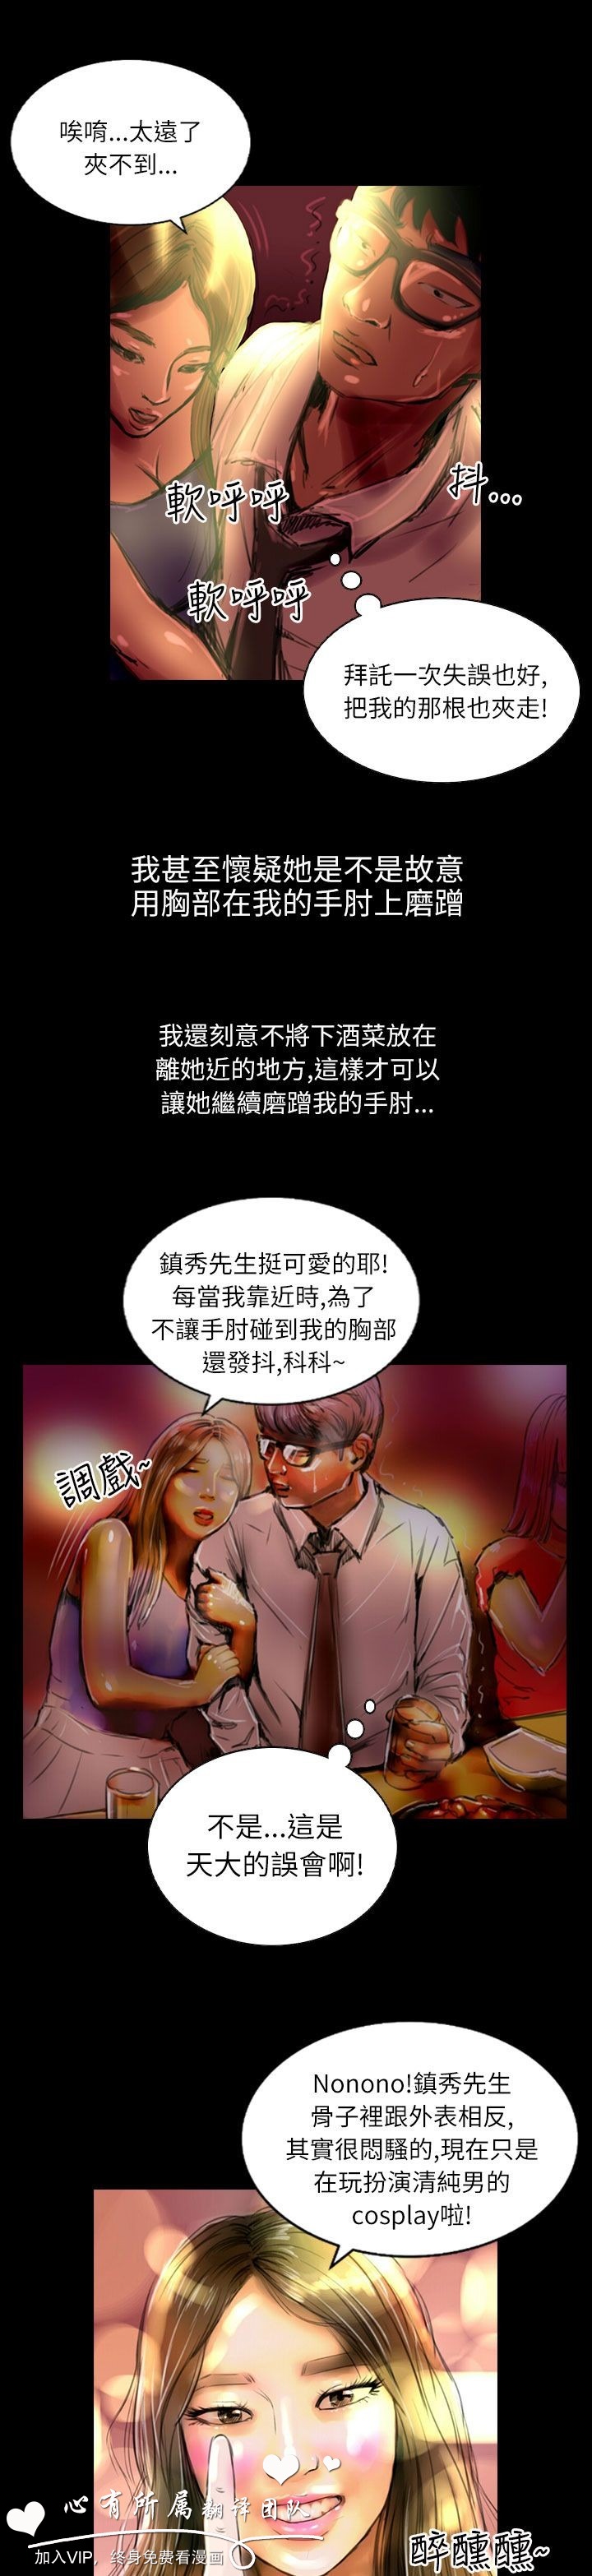 唉唷...太遠了
夾不到...
軟呼呼
抖...
軟呼呼
拜託一次失誤也好,
把我的那根也夾走!
我甚至懷疑她是不是故意
用胸部在我的手肘上磨蹭
我還刻意不將下酒菜放在
離她近的地方,這樣才可以
讓她繼續磨蹭我的手肘...
鎮秀先生挺可愛的耶!
每當我靠近時,為了
不讓手肘碰到我的胸部
還發抖,科科~
調戲~
不是...這是
天大的誤會啊!
Nonono!鎮秀先生
骨子裡跟外表相反,
其實很悶騷的,現在只是
在玩扮演清純男的
cosplay啦!
心有所属翻译团队
加入VIP，终身免费看漫画
醉醺醺~